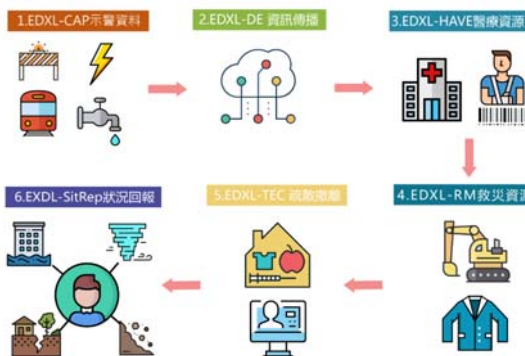 1.EDXL-CAP示警資料
2.EDXL-DE 資訊傳播
3.EDXL-HAVE醫療資源
4.EDXL-RM救災資源
5.EDXL-TEC 疏散撤離
6.EXDL-SitRep狀況回報